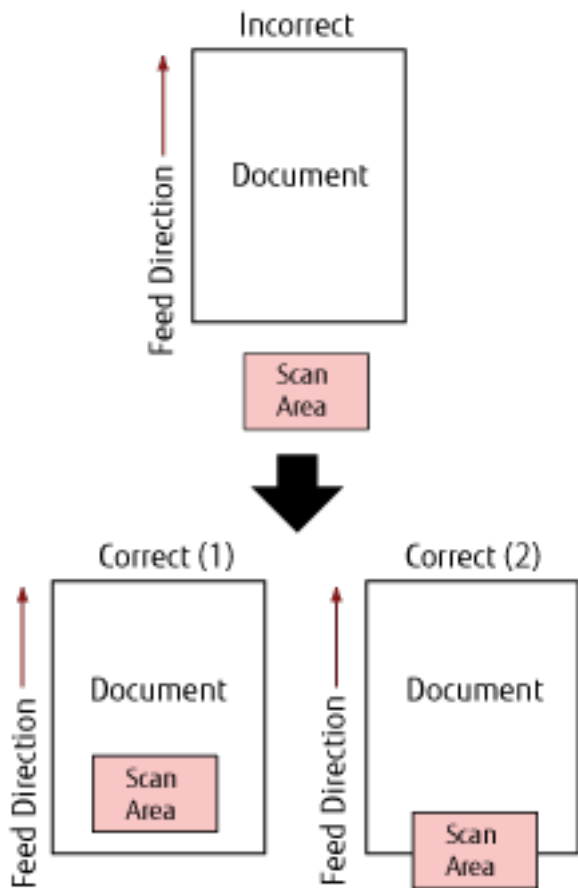 Incorrect
Feed Direction
Document
Scan
Area
Correct (1)
Feed Direction
Document
Scan
Area
Correct (2)
Feed Direction
Document
Scan
Area